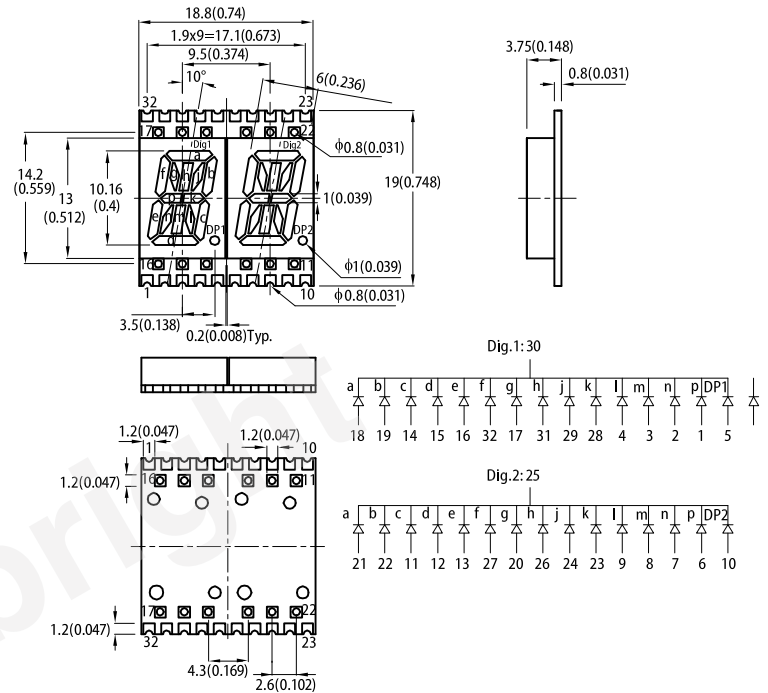 18.8(0.74)
1.9x9=17.1(0.673)
9.5(0.374)
10°
6(0.236)
32
23
17
22
Dig1
Dig2
a
f g h j b
p k
e n m l c
d
DP1
DP2
16
11
1
10
14.2
(0.559)
13
(0.512)
10.16
(0.4)
ϕ0.8(0.031)
19(0.748)
1(0.039)
ϕ1(0.039)
ϕ0.8(0.031)
3.5(0.138)
0.2(0.008)Typ.
3.75(0.148)
0.8(0.031)
Dig.1:30
a b c d e f g h j k l m n p DP1
18 19 14 15 16 32 17 31 29 28 4 3 2 1 5
Dig.2:25
a b c d e f g h j k l m n p DP2
21 22 11 12 13 27 20 26 24 23 9 8 7 6 10
1.2(0.047)
1
1.2(0.047)
10
1.2(0.047)
16
11
17
22
1.2(0.047)
32
23
4.3(0.169)
2.6(0.102)
bright